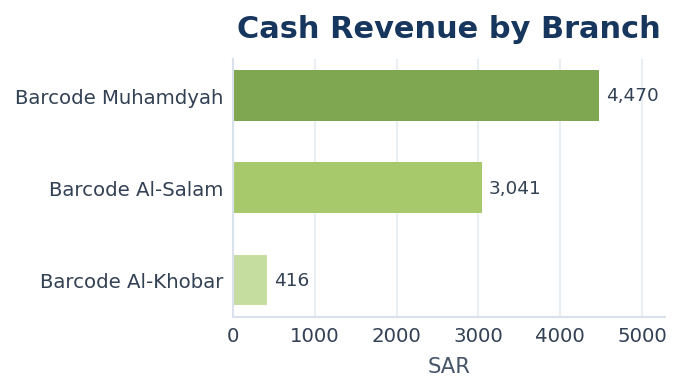 Cash Revenue by Branch
Barcode Muhamdyah 4,470
Barcode Al-Salam 3,041
Barcode Al-Khobar 416
0 1000 2000 3000 4000 5000
SAR